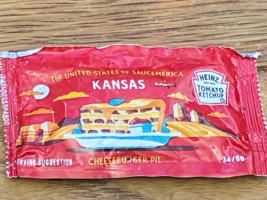 THE UNITED STATES OF SAUCEMERICA
KANSAS
HEINZ
TOMATO
KETCHUP
SERVING SUGGESTION
CHEESEBURGER PIE
34/50